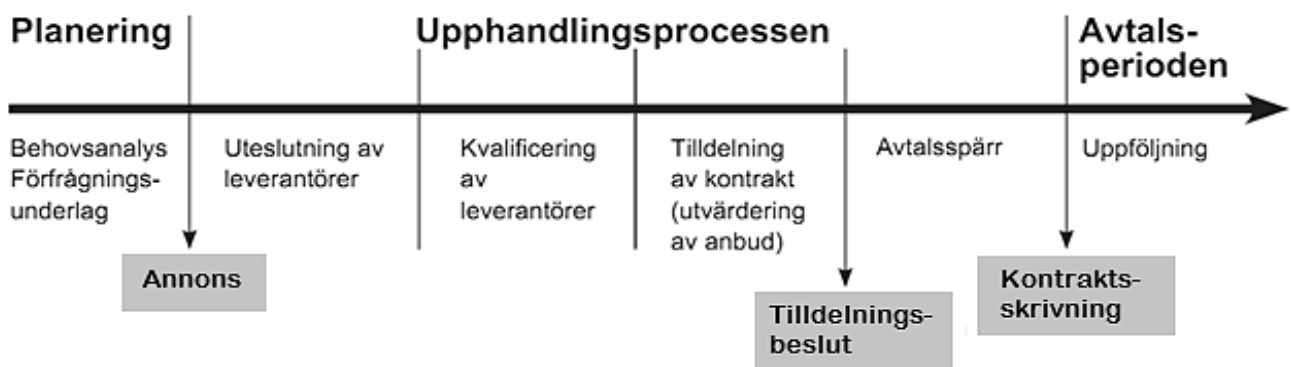 Planering
Upphandlingsprocessen
Avtals-
perioden
Behovsanalys
Förfrågnings-
underlag
Uteslutning av
leverantörer
Kvalificering
av
leverantörer
Tilldelning
av kontrakt
(utvärdering
av anbud)
Avtalsspärr
Uppföljning
Annons
Tilldelnings-
beslut
Kontrakts-
skrivning